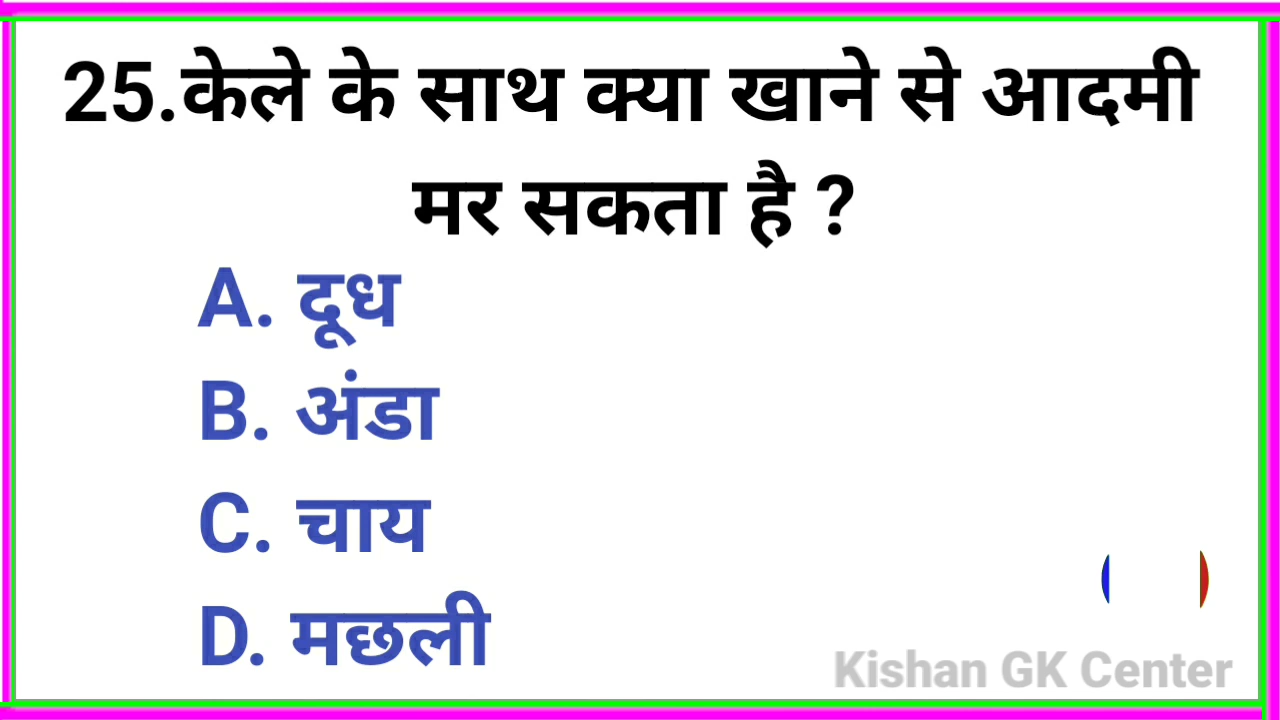 25.केले के साथ क्या खाने से आदमी
मर सकता है ?
A. दूध
B. अंडा
C. चाय
D. मछली
Kishan GK Center